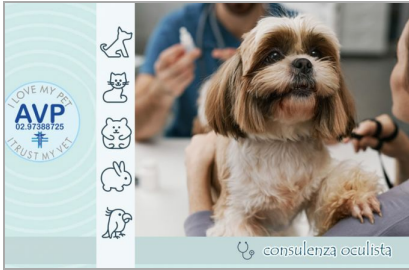 I LOVE MY PET
AVP
02.97388725
I TRUST MY VET
consulenza oculista